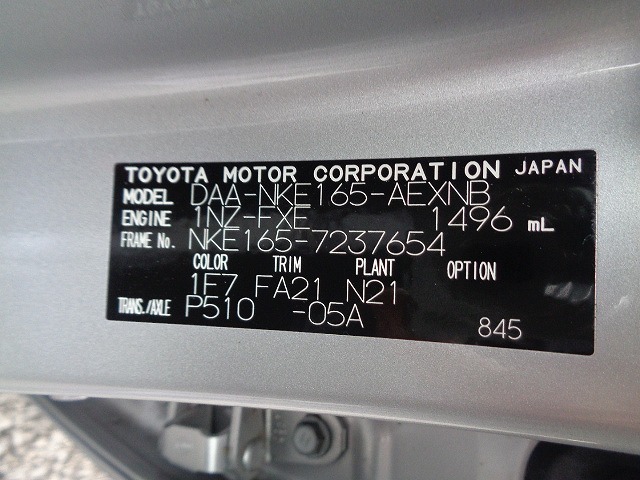 TOYOTA MOTOR CORPORATION JAPAN
MODEL DAA-NKE165-AEXNB
ENGINE 1NZ-FXE 1496 mL
FRAME No. NKE165-7237654
COLOR TRIM PLANT OPTION
1F7 FA21 N21
TRANS./AXLE P510 -05A
845